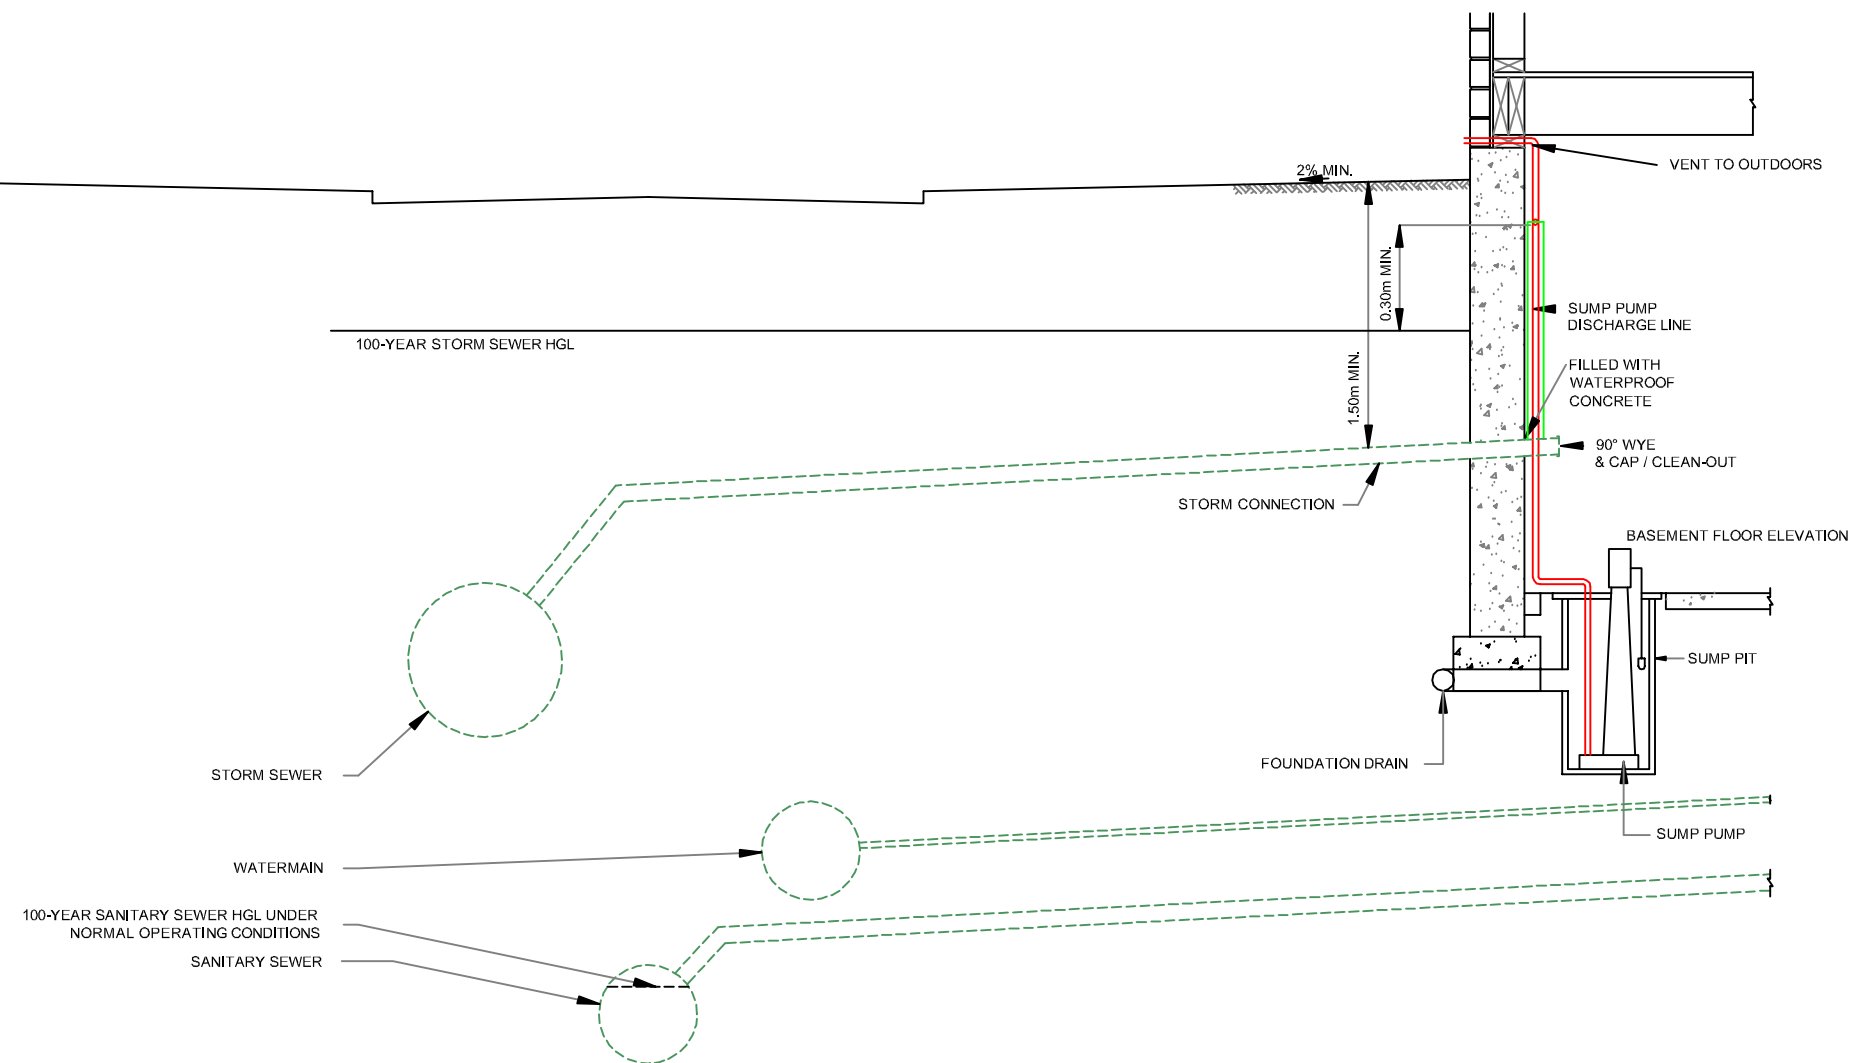 2% MIN.
VENT TO OUTDOORS
0.30m MIN.
SUMP PUMP
DISCHARGE LINE
100-YEAR STORM SEWER HGL
1.50m MIN.
FILLED WITH
WATERPROOF
CONCRETE
90° WYE
& CAP / CLEAN-OUT
STORM CONNECTION
BASEMENT FLOOR ELEVATION
SUMP PIT
FOUNDATION DRAIN
STORM SEWER
SUMP PUMP
WATERMAIN
100-YEAR SANITARY SEWER HGL UNDER
NORMAL OPERATING CONDITIONS
SANITARY SEWER